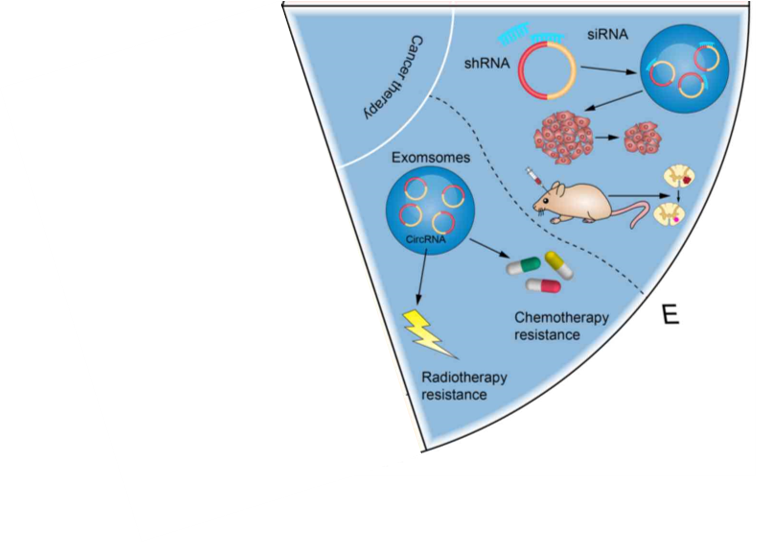 Cancer therapy
siRNA
shRNA
Exomsomes
CircRNA
Chemotherapy
resistance
E
Radiotherapy
resistance